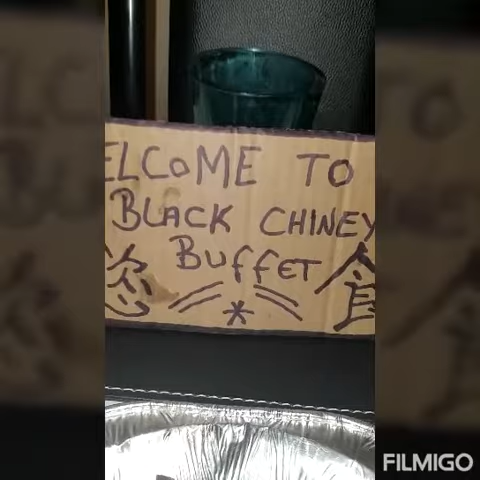 ELCOME TO
BLACK CHINEY
BUFFET
食
FILMIGO